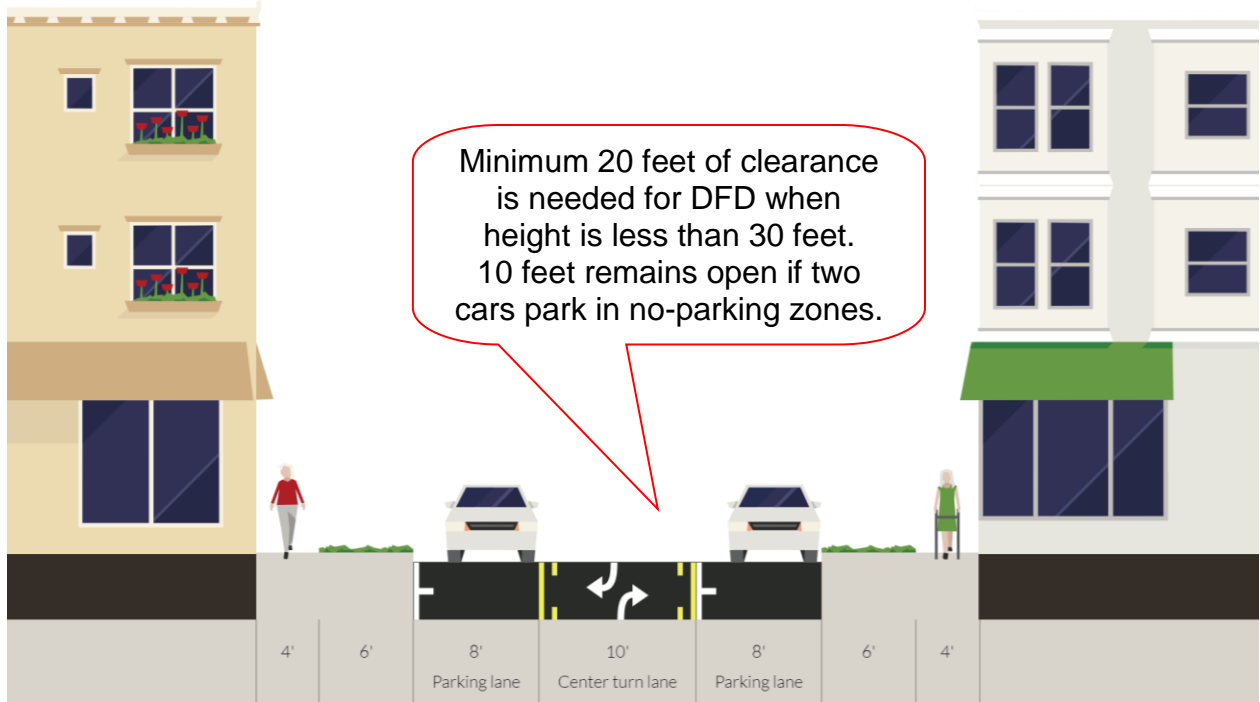 Minimum 20 feet of clearance
is needed for DFD when
height is less than 30 feet.
10 feet remains open if two
cars park in no-parking zones.
4' 6' 8' 10' 8' 6' 4'
Parking lane Center turn lane Parking lane